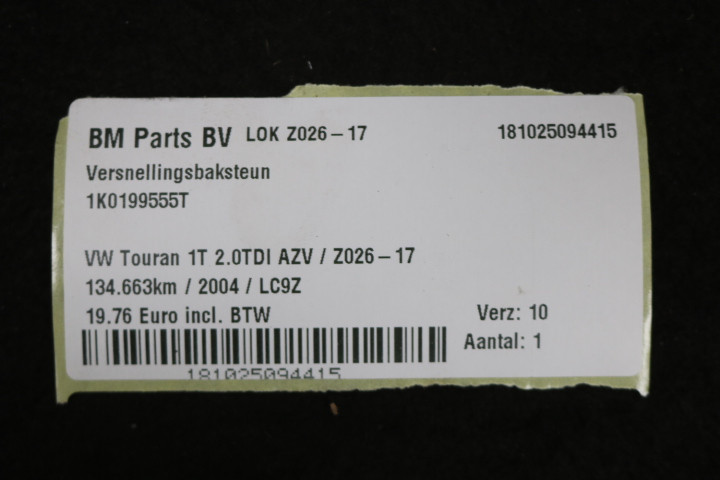 BM Parts BV LOK Z026-17 181025094415
Versnellingsbaksteun
1K0199555T
VW Touran 1T 2.0TDI AZV / Z026-17
134.663km / 2004 / LC9Z
19.76 Euro incl. BTW Verz: 10
Aantal: 1
181025094415